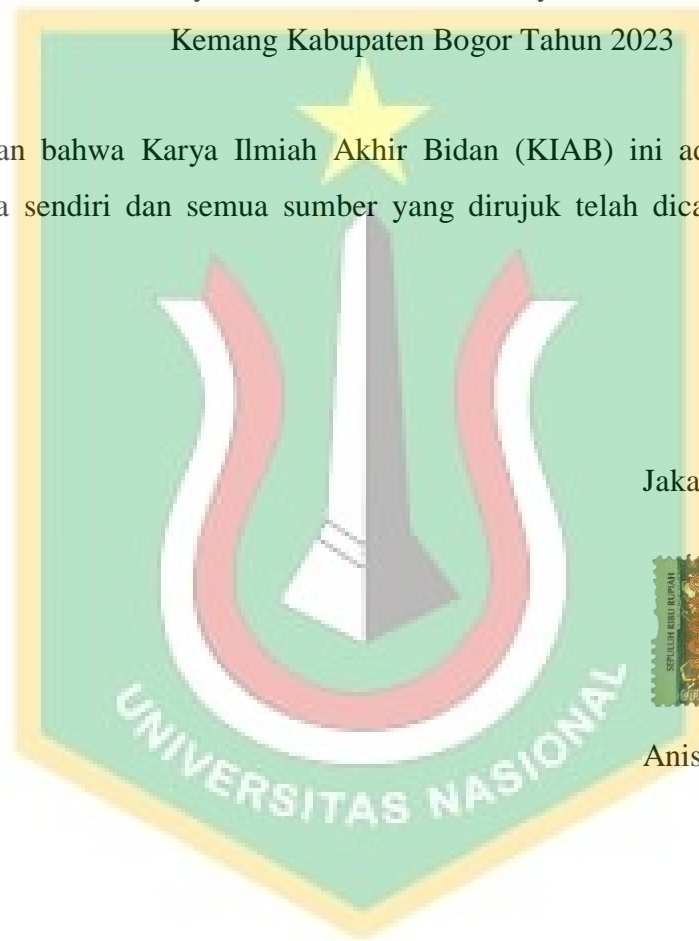 Kemang Kabupaten Bogor Tahun 2023
an bahwa Karya Ilmiah Akhir Bidan (KIAB) ini ad
a sendiri dan semua sumber yang dirujuk telah dica
Jaka
SEPULUH RIBU RUPIAH
Anis
UNIVERSITAS NASIONAL